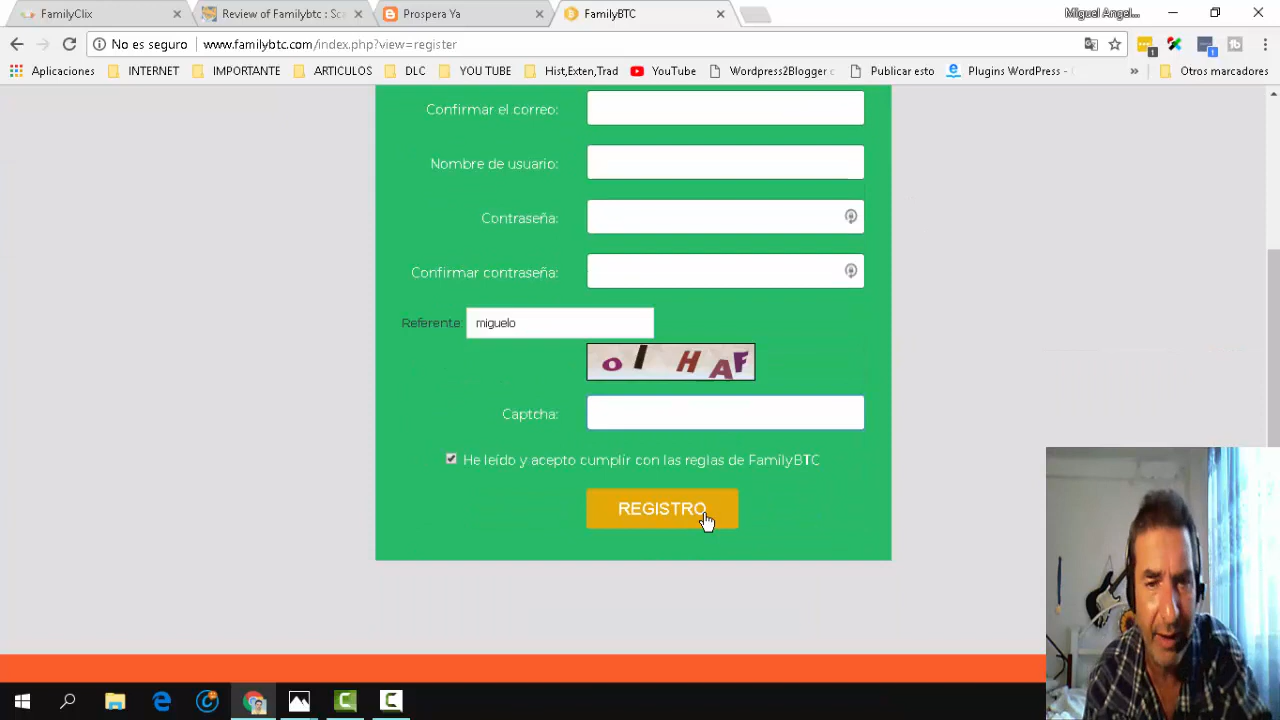 FamilyClix
Review of Familybtc : Sc
Prospera Ya
FamilyBTC
Miguel Angel...
No es seguro
www.familybtc.com/index.php?view=register
Aplicaciones
INTERNET
IMPORTANTE
ARTICULOS
DLC
YOU TUBE
Hist,Exten,Trad
YouTube
Wordpress2Blogger c
Publicar esta
Plugins WordPress -
»
Otros marcadores
Confirmar el correo:
Nombre de usuario:
Contraseña:
Confirmar contraseña:
Referente: miguelo
o I H A F
Captcha:
He leído y acepto cumplir con las reglas de FamilyBTC
REGISTRO